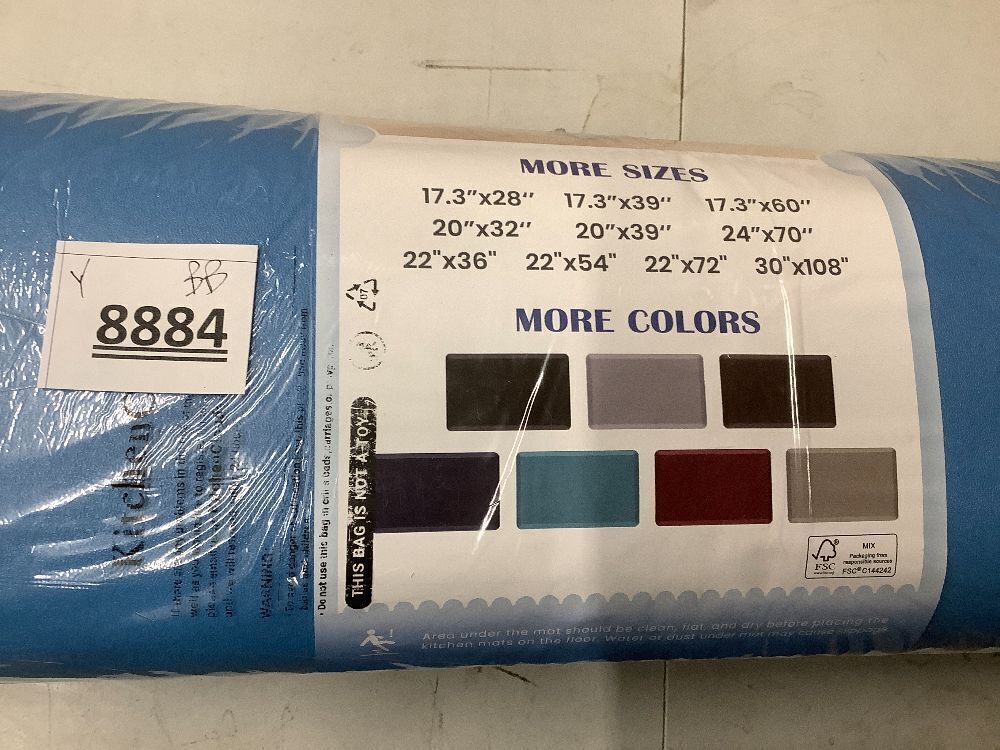 Y BB
8884
MORE SIZES
17.3"x28" 17.3"x39" 17.3"x60"
20"x32" 20"x39" 24"x70"
22"x36" 22"x54" 22"x72" 30"x108"
MORE COLORS
07
THIS BAG IS NOT A TOY
Kitchen
WARNING
Do not use this bag in cribs, beds, carriages or
MIX
Packaging from
responsible sources
FSC® C144242
FSC
Area under the mat should be clean, flat, and dry before placing the
kitchen mats on the floor. Water or dust under mat may cause slippage.